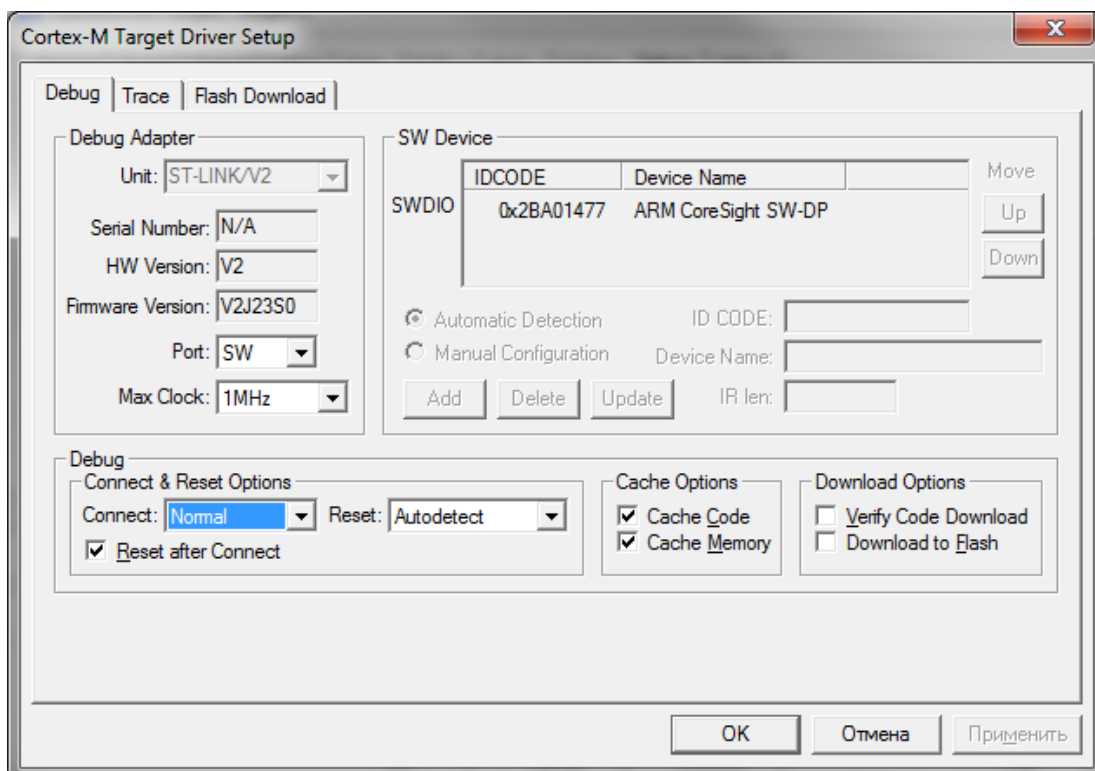 Cortex-M Target Driver Setup
Debug Trace Flash Download
Debug Adapter
Unit: ST-LINK/V2
Serial Number: N/A
HW Version: V2
Firmware Version: V2J23S0
Port: SW
Max Clock: 1MHz
SW Device
IDCODE Device Name
SWDIO 0x2BA01477 ARM CoreSight SW-DP
Move
Up
Down
Automatic Detection ID CODE:
Manual Configuration Device Name:
Add Delete Update IR len:
Debug
Connect & Reset Options
Connect: Normal Reset: Autodetect
Reset after Connect
Cache Options
Cache Code
Cache Memory
Download Options
Verify Code Download
Download to Flash
OK Отмена Применить